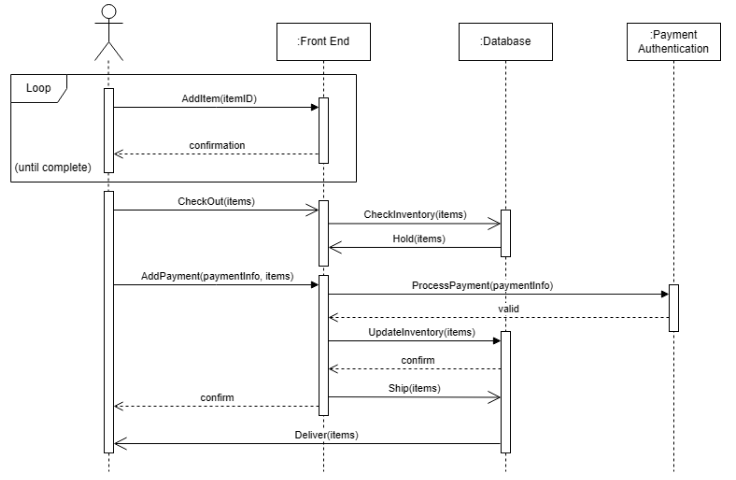 :Front End
:Database
:Payment
Authentication
Loop
AddItem(itemID)
confirmation
(until complete)
CheckOut(items)
CheckInventory(items)
Hold(items)
AddPayment(paymentInfo, items)
ProcessPayment(paymentInfo)
valid
UpdateInventory(items)
confirm
Ship(items)
confirm
Deliver(items)